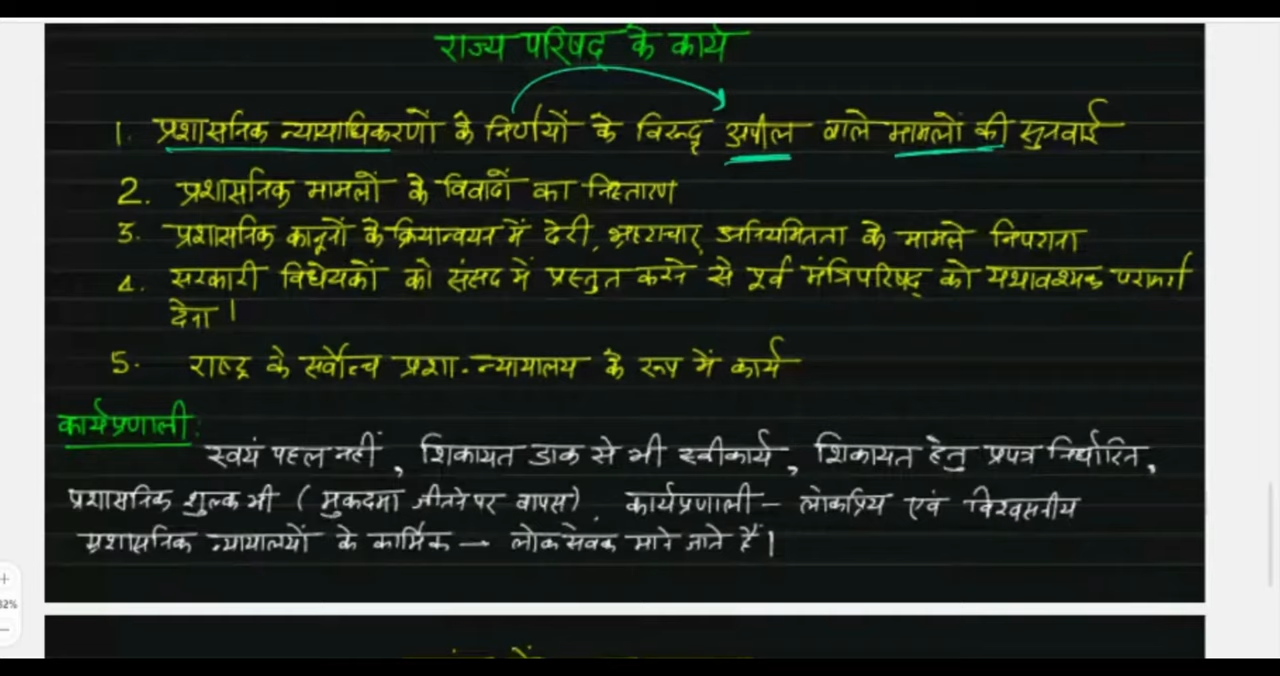 राज्य परिषद् के कार्य
1. प्रशासनिक न्यायाधिकरणों के निर्णयों के विरूद्ध अपील वाले मामलों की सुनवाई
2. प्रशासनिक मामलों के विवादों का निस्तारण
3. प्रशासनिक कानूनों के क्रियान्वयन में देरी, भ्रष्टाचार, अनियमितता के मामले निपटाना
4. सरकारी विधेयकों को संसद में प्रस्तुत करने से पूर्व मंत्रिपरिषद् को यथावश्यक परामर्श
देना।
5. राष्ट्र के सर्वोच्च प्रशा. न्यायालय के रूप में कार्य
कार्यप्रणाली:
स्वयं पहल नहीं, शिकायत डाक से भी स्वीकार्य, शिकायत हेतु प्रपत्र निर्धारित,
प्रशासनिक शुल्क भी (मुकदमा जीतने पर वापस), कार्यप्रणाली - लोकप्रिय एवं विश्वसनीय
प्रशासनिक न्यायालयों के कार्मिक → लोकसेवक माने जाते हैं।
+
32%
-